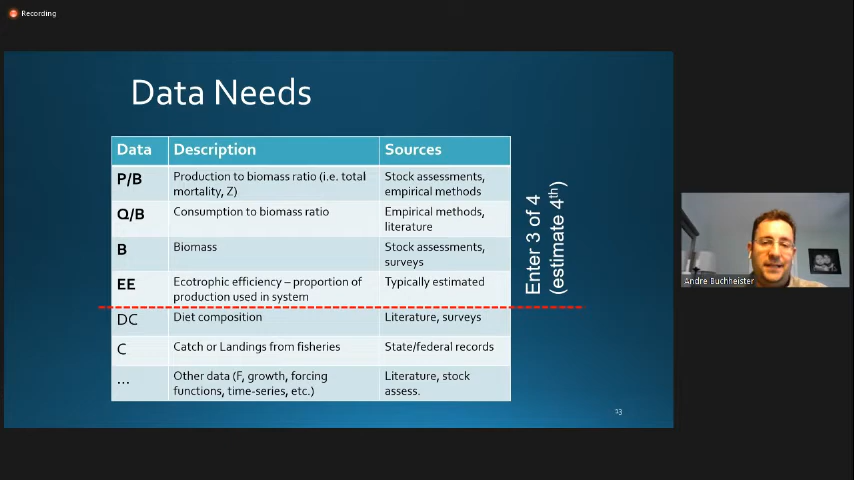 Recording
Data Needs
Data Description Sources
P/B Production to biomass ratio (i.e. total mortality, Z) Stock assessments, empirical methods
Q/B Consumption to biomass ratio Empirical methods, literature
B Biomass Stock assessments, surveys
EE Ecotrophic efficiency – proportion of production used in system Typically estimated
DC Diet composition Literature, surveys
C Catch or Landings from fisheries State/federal records
... Other data (F, growth, forcing functions, time-series, etc.) Literature, stock assess.
Enter 3 of 4
(estimate 4th)
23
Andre Buchheister